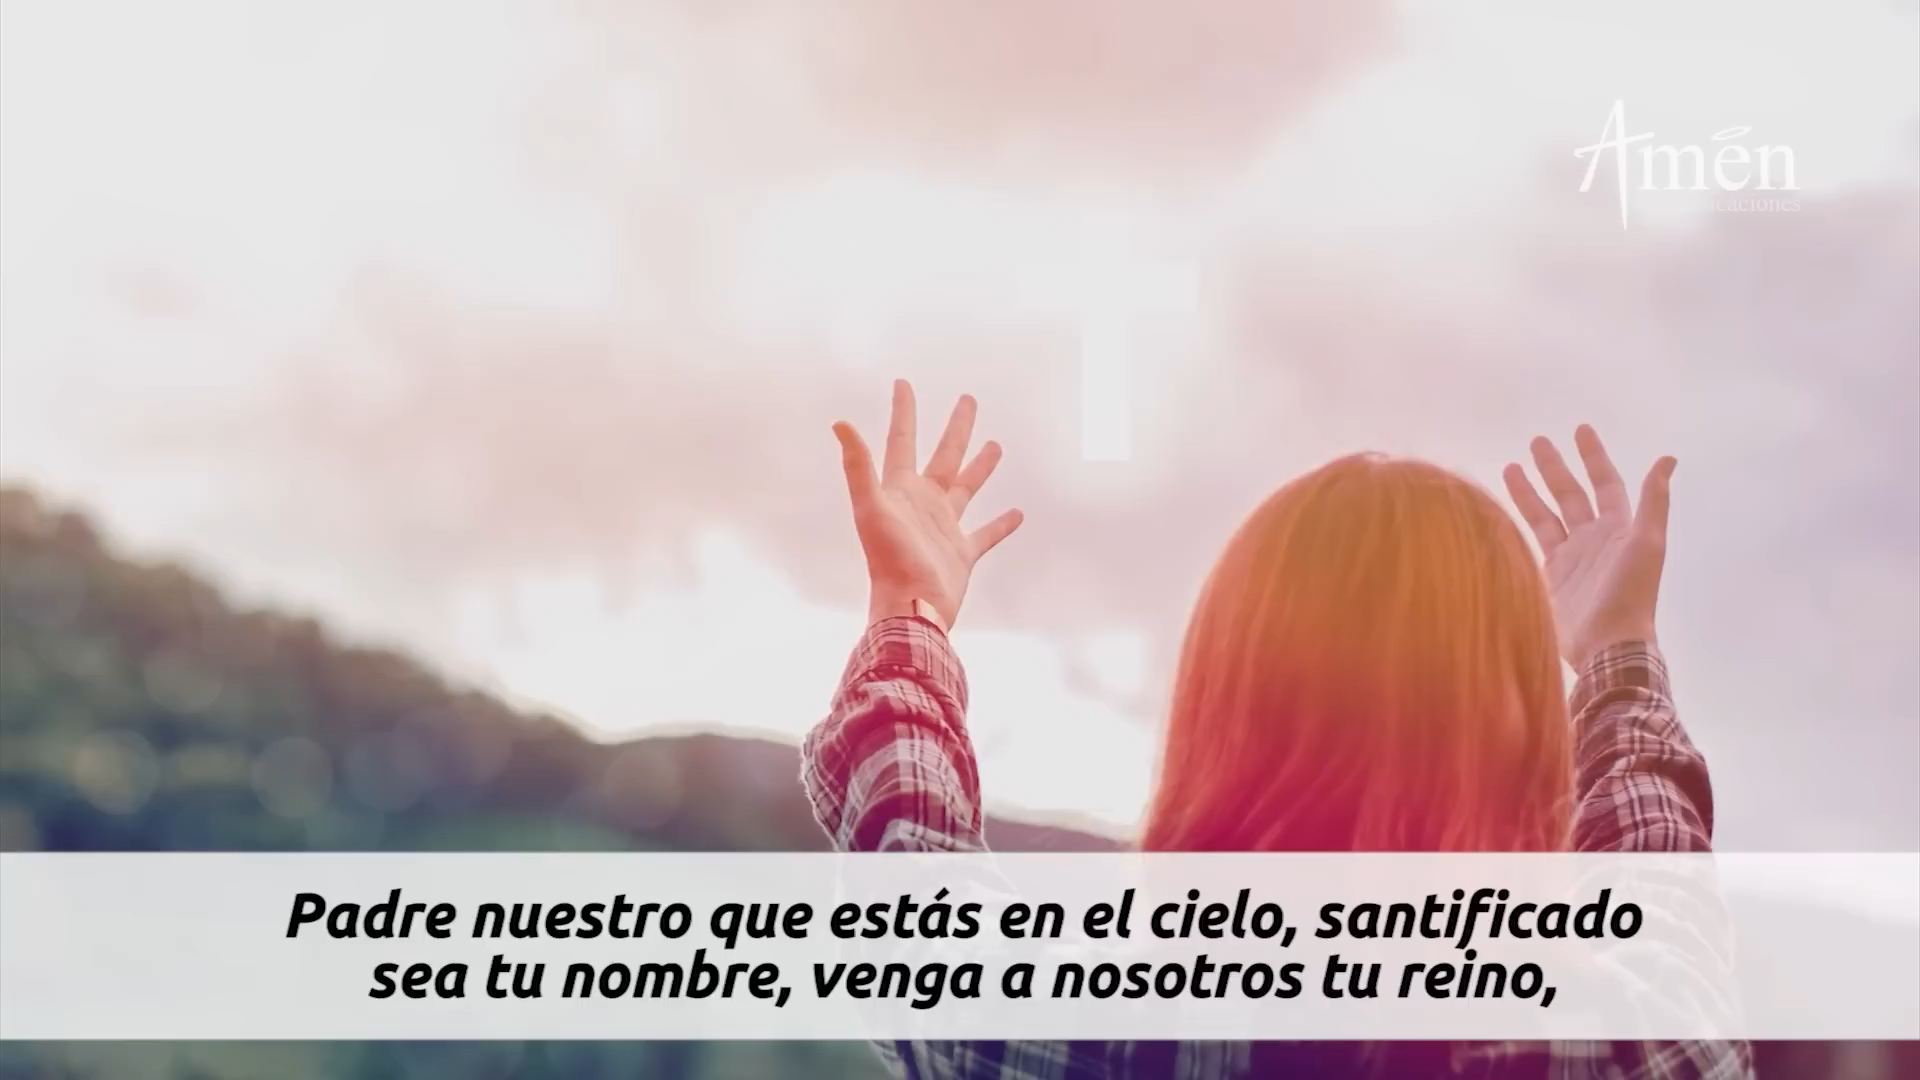 Amén
Padre nuestro que estás en el cielo, santificado
sea tu nombre, venga a nosotros tu reino,